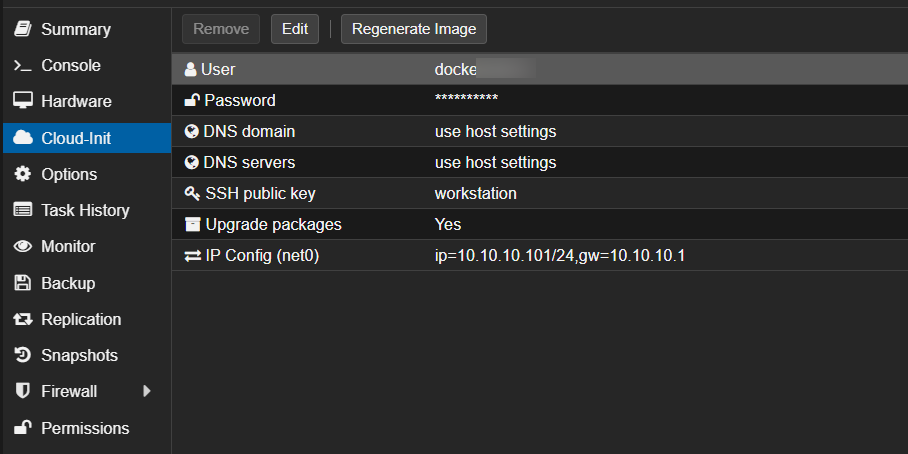 Summary
Console
Hardware
Cloud-Init
Options
Task History
Monitor
Backup
Replication
Snapshots
Firewall
Permissions
Remove Edit Regenerate Image
User
Password **********
DNS domain use host settings
DNS servers use host settings
SSH public key workstation
Upgrade packages Yes
IP Config (net0) ip=10.10.10.101/24,gw=10.10.10.1